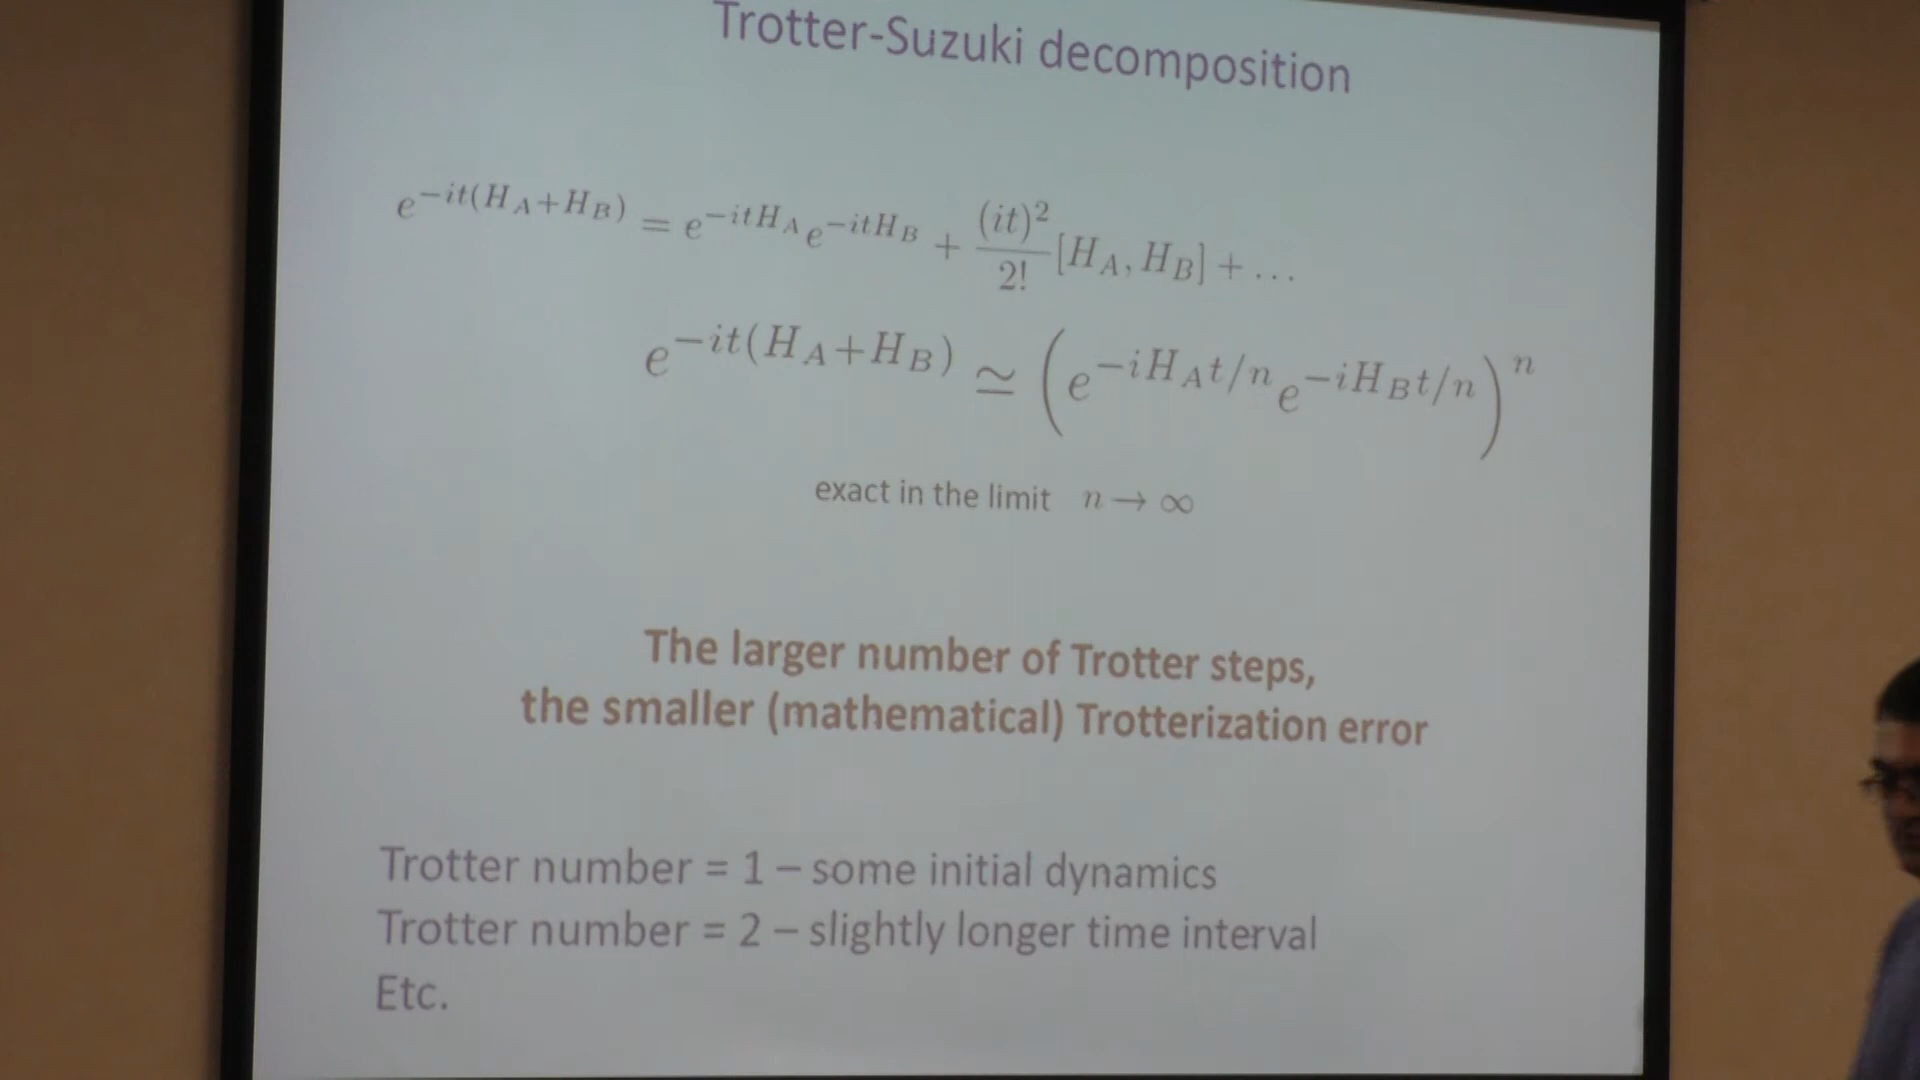 Trotter-Suzuki decomposition
e^{-it(H_A+H_B)} = e^{-itH_A} e^{-itH_B} + \frac{(it)^2}{2!} [H_A, H_B] + ...
e^{-it(H_A+H_B)} ≃ (e^{-iH_A t/n} e^{-iH_B t/n})^n
exact in the limit n → ∞
The larger number of Trotter steps,
the smaller (mathematical) Trotterization error
Trotter number = 1 – some initial dynamics
Trotter number = 2 – slightly longer time interval
Etc.